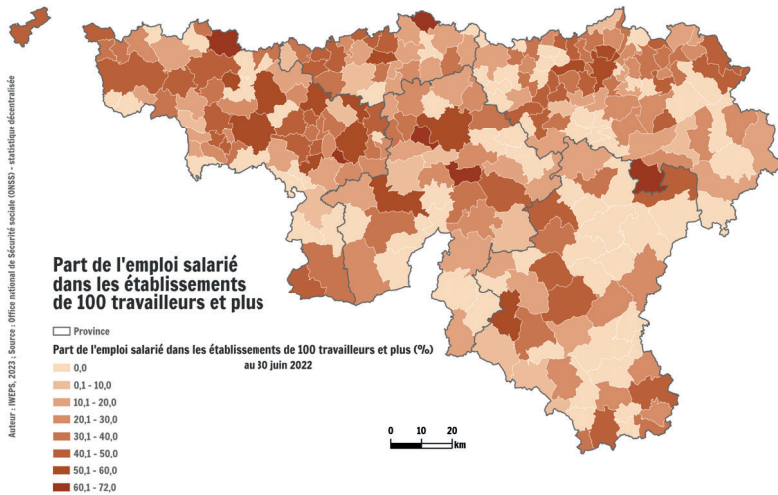 Auteur : IWEPS, 2023 ; Source : Office national de Sécurité sociale (ONSS) - statistique décentralisée
Part de l'emploi salarié
dans les établissements
de 100 travailleurs et plus
Province
Part de l'emploi salarié dans les établissements de 100 travailleurs et plus (%)
au 30 juin 2022
0,0
0,1 - 10,0
10,1 - 20,0
20,1 - 30,0
30,1 - 40,0
40,1 - 50,0
50,1 - 60,0
60,1 - 72,0
0 10 20
km